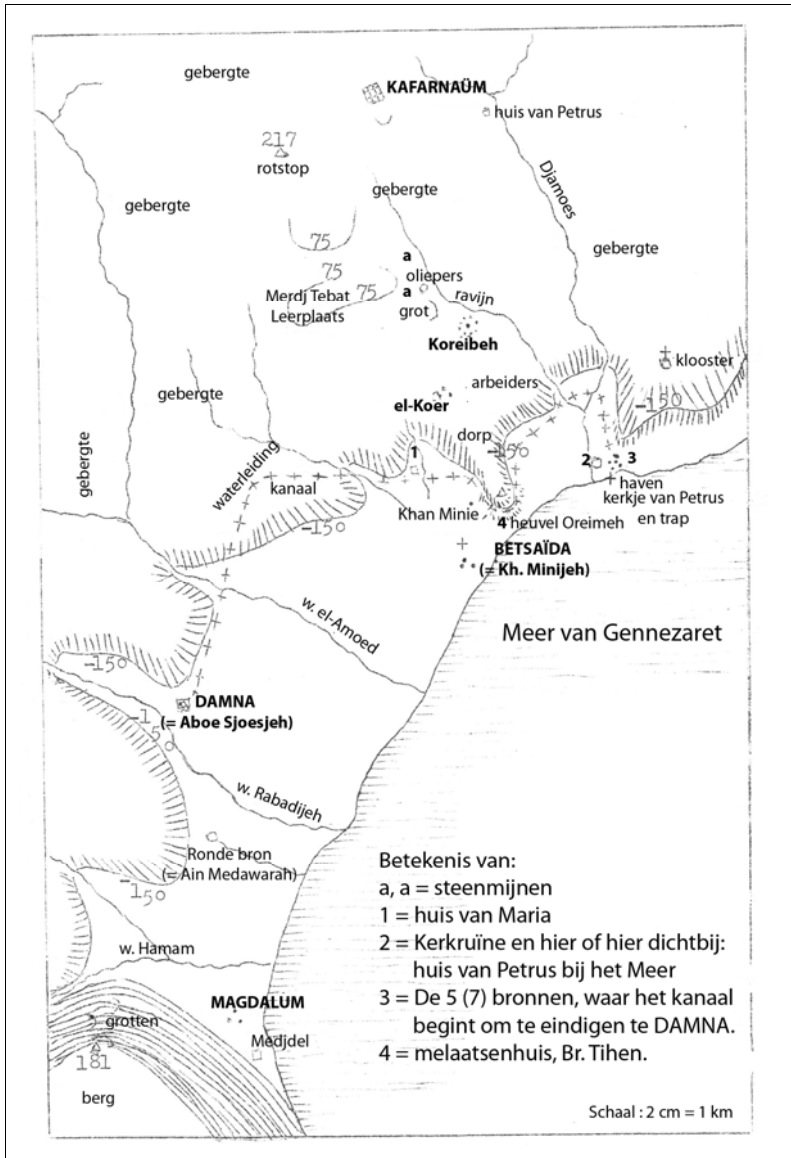 gebergte
KAFARNAÜM
huis van Petrus
217
rotstop
gebergte
Djamoes
gebergte
gebergte
75
a
oliepers
75
75
a
Merdj Tebat
Leerplaats
grot
ravijn
Koreibeh
klooster
arbeiders
gebergte
-150
el-Koer
dorp
-150
1
2
3
gebergte
waterleiding
kanaal
haven
kerkje van Petrus
en trap
Khan Minie
4 heuvel Oreimeh
-150
BETSAÏDA
(= Kh. Minijeh)
w. el-Amoed
Meer van Gennezaret
-150
DAMNA
(= Aboe Sjoesjeh)
-150
w. Rabadijeh
Ronde bron
(= Ain Medawarah)
-150
w. Hamam
MAGDALUM
grotten
Medjdel
181
berg
Betekenis van:
a, a = steenmijnen
1 = huis van Maria
2 = Kerkruïne en hier of hier dichtbij:
huis van Petrus bij het Meer
3 = De 5 (7) bronnen, waar het kanaal
begint om te eindigen te DAMNA.
4 = melaatsenhuis, Br. Tihen.
Schaal : 2 cm = 1 km